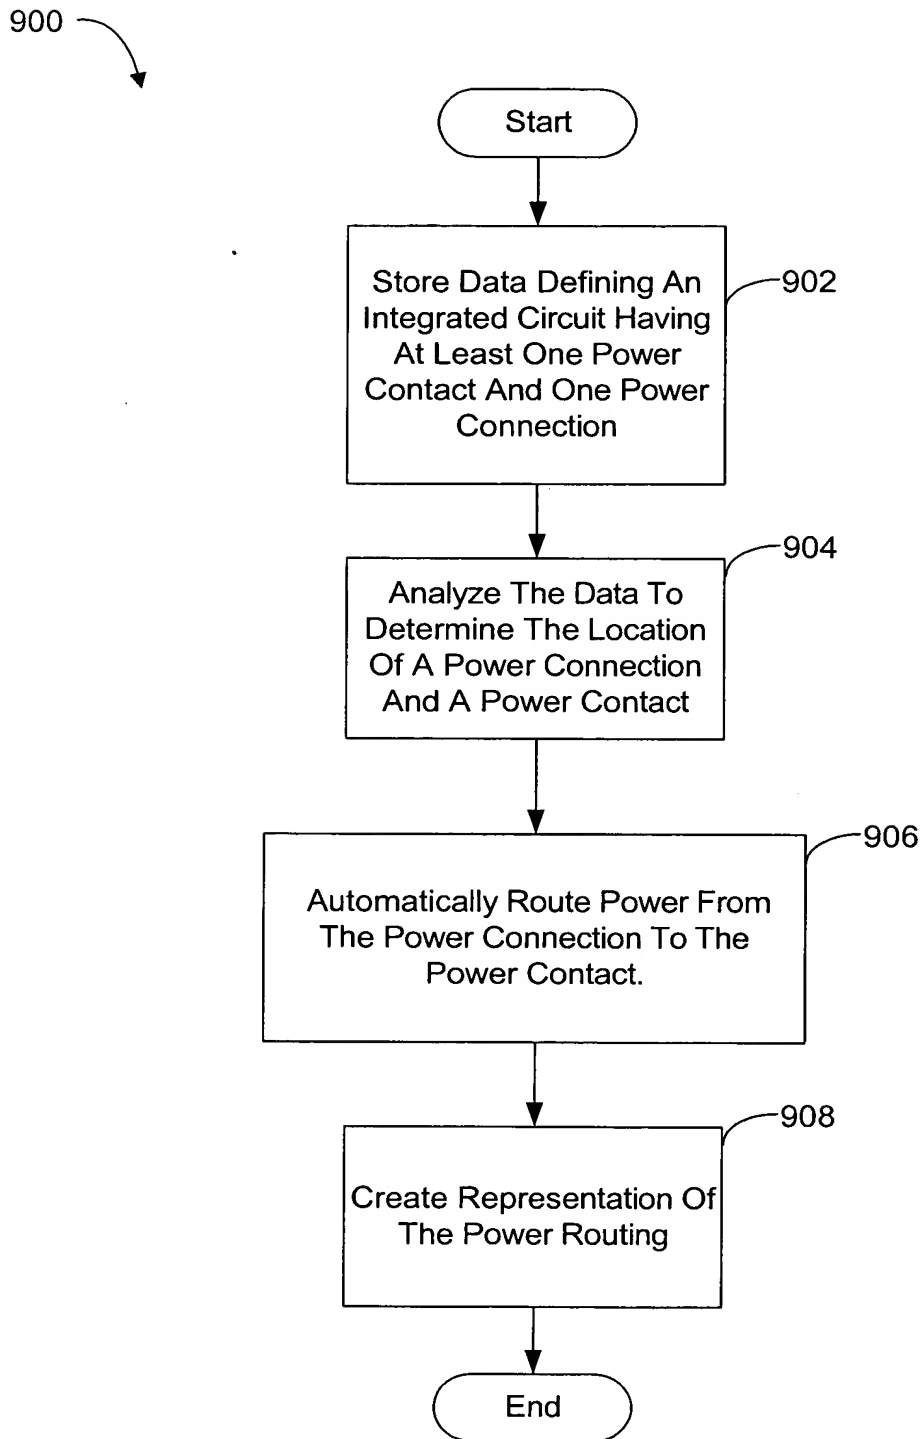 900
Start
Store Data Defining An
Integrated Circuit Having
At Least One Power
Contact And One Power
Connection
902
Analyze The Data To
Determine The Location
Of A Power Connection
And A Power Contact
904
Automatically Route Power From
The Power Connection To The
Power Contact.
906
Create Representation Of
The Power Routing
908
End